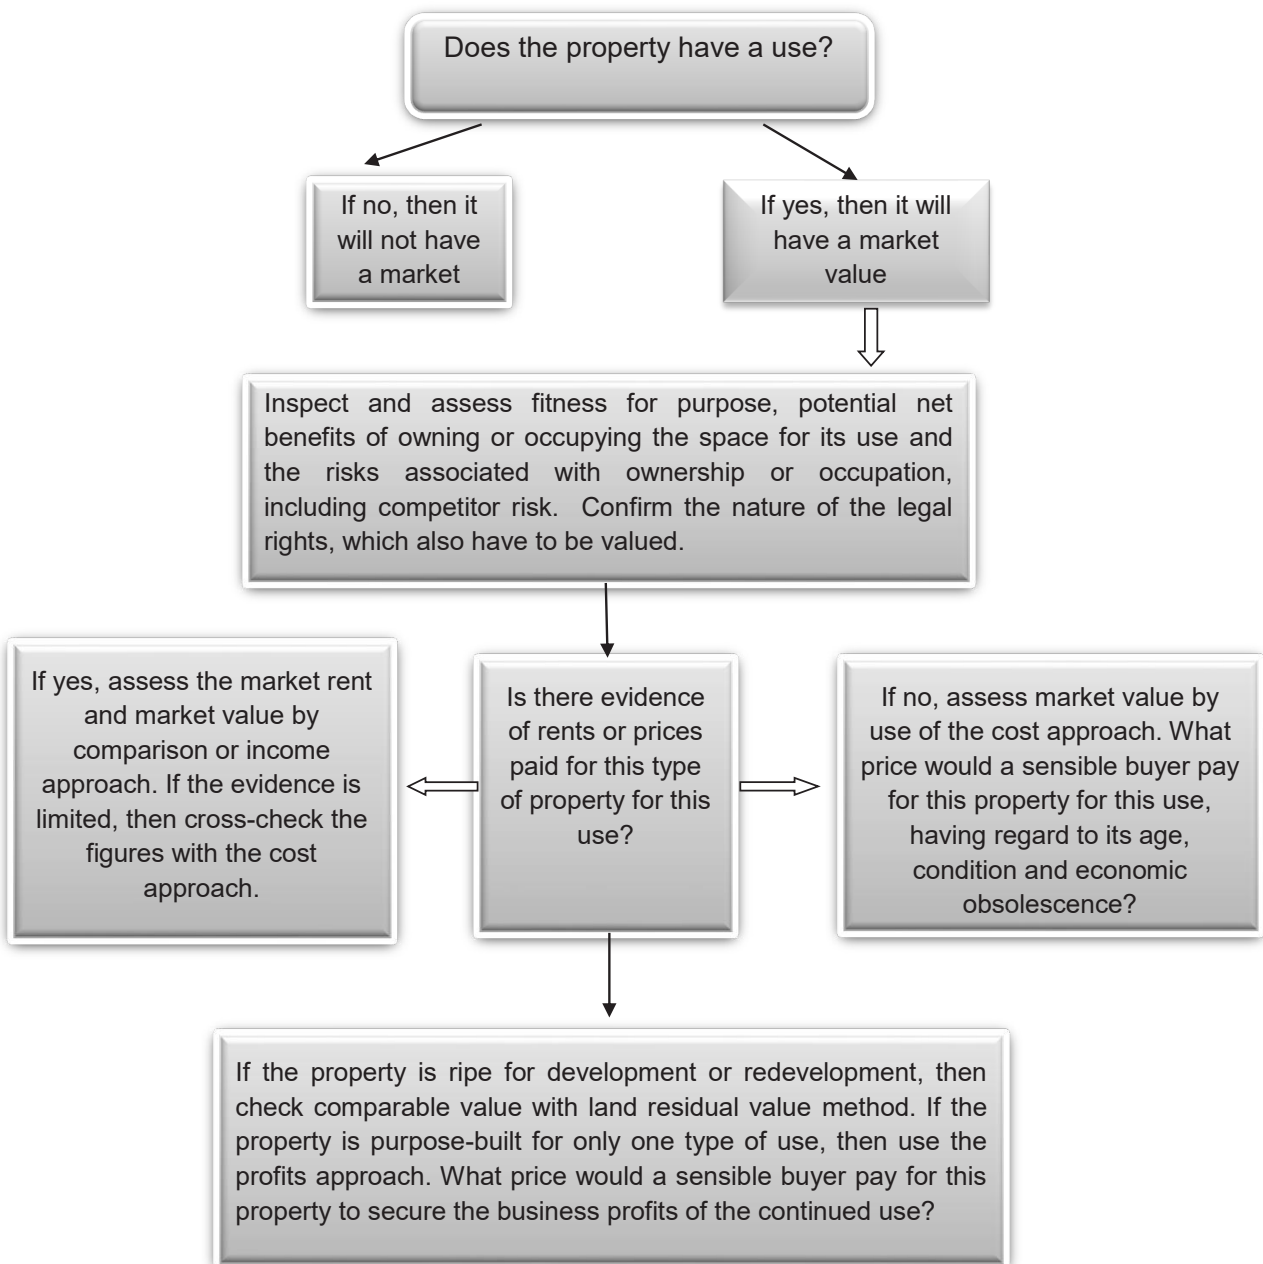 Does the property have a use?
If no, then it
will not have
a market
If yes, then it will
have a market
value
Inspect and assess fitness for purpose, potential net
benefits of owning or occupying the space for its use and
the risks associated with ownership or occupation,
including competitor risk. Confirm the nature of the legal
rights, which also have to be valued.
If yes, assess the market rent
and market value by
comparison or income
approach. If the evidence is
limited, then cross-check the
figures with the cost
approach.
Is there evidence
of rents or prices
paid for this type
of property for this
use?
If no, assess market value by
use of the cost approach. What
price would a sensible buyer pay
for this property for this use,
having regard to its age,
condition and economic
obsolescence?
If the property is ripe for development or redevelopment, then
check comparable value with land residual value method. If the
property is purpose-built for only one type of use, then use the
profits approach. What price would a sensible buyer pay for this
property to secure the business profits of the continued use?